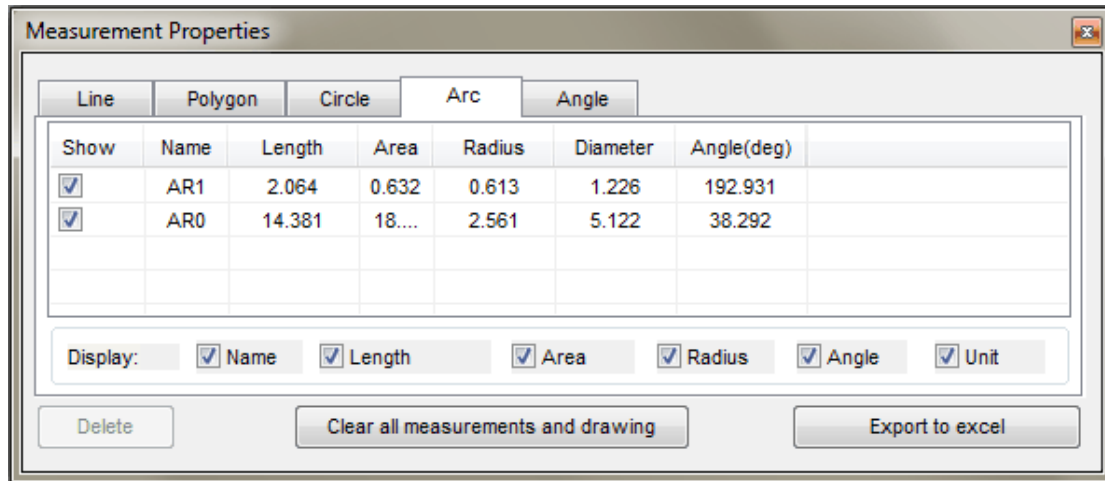 Measurement Properties
Line Polygon Circle Arc Angle
Show Name Length Area Radius Diameter Angle(deg)
AR1 2.064 0.632 0.613 1.226 192.931
AR0 14.381 18.... 2.561 5.122 38.292
Display: Name Length Area Radius Angle Unit
Delete Clear all measurements and drawing Export to excel